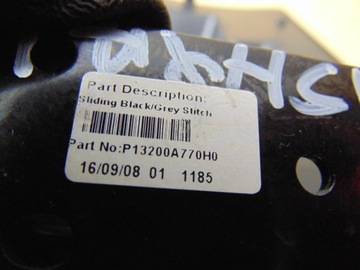 Part Description:
Sliding Black/Grey Stitch
Part No:P13200A770H0
16/09/08 01 1185